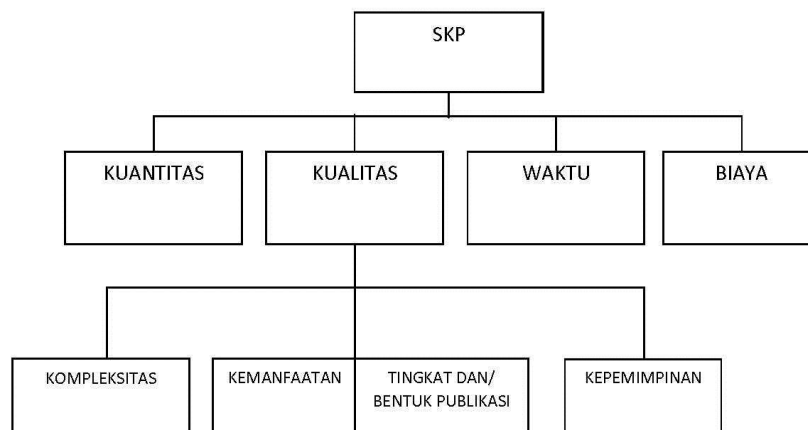 SKP
KUANTITAS
KUALITAS
WAKTU
BIAYA
KOMPLEKSITAS
KEMANFAATAN
TINGKAT DAN/
BENTUK PUBLIKASI
KEPEMIMPINAN